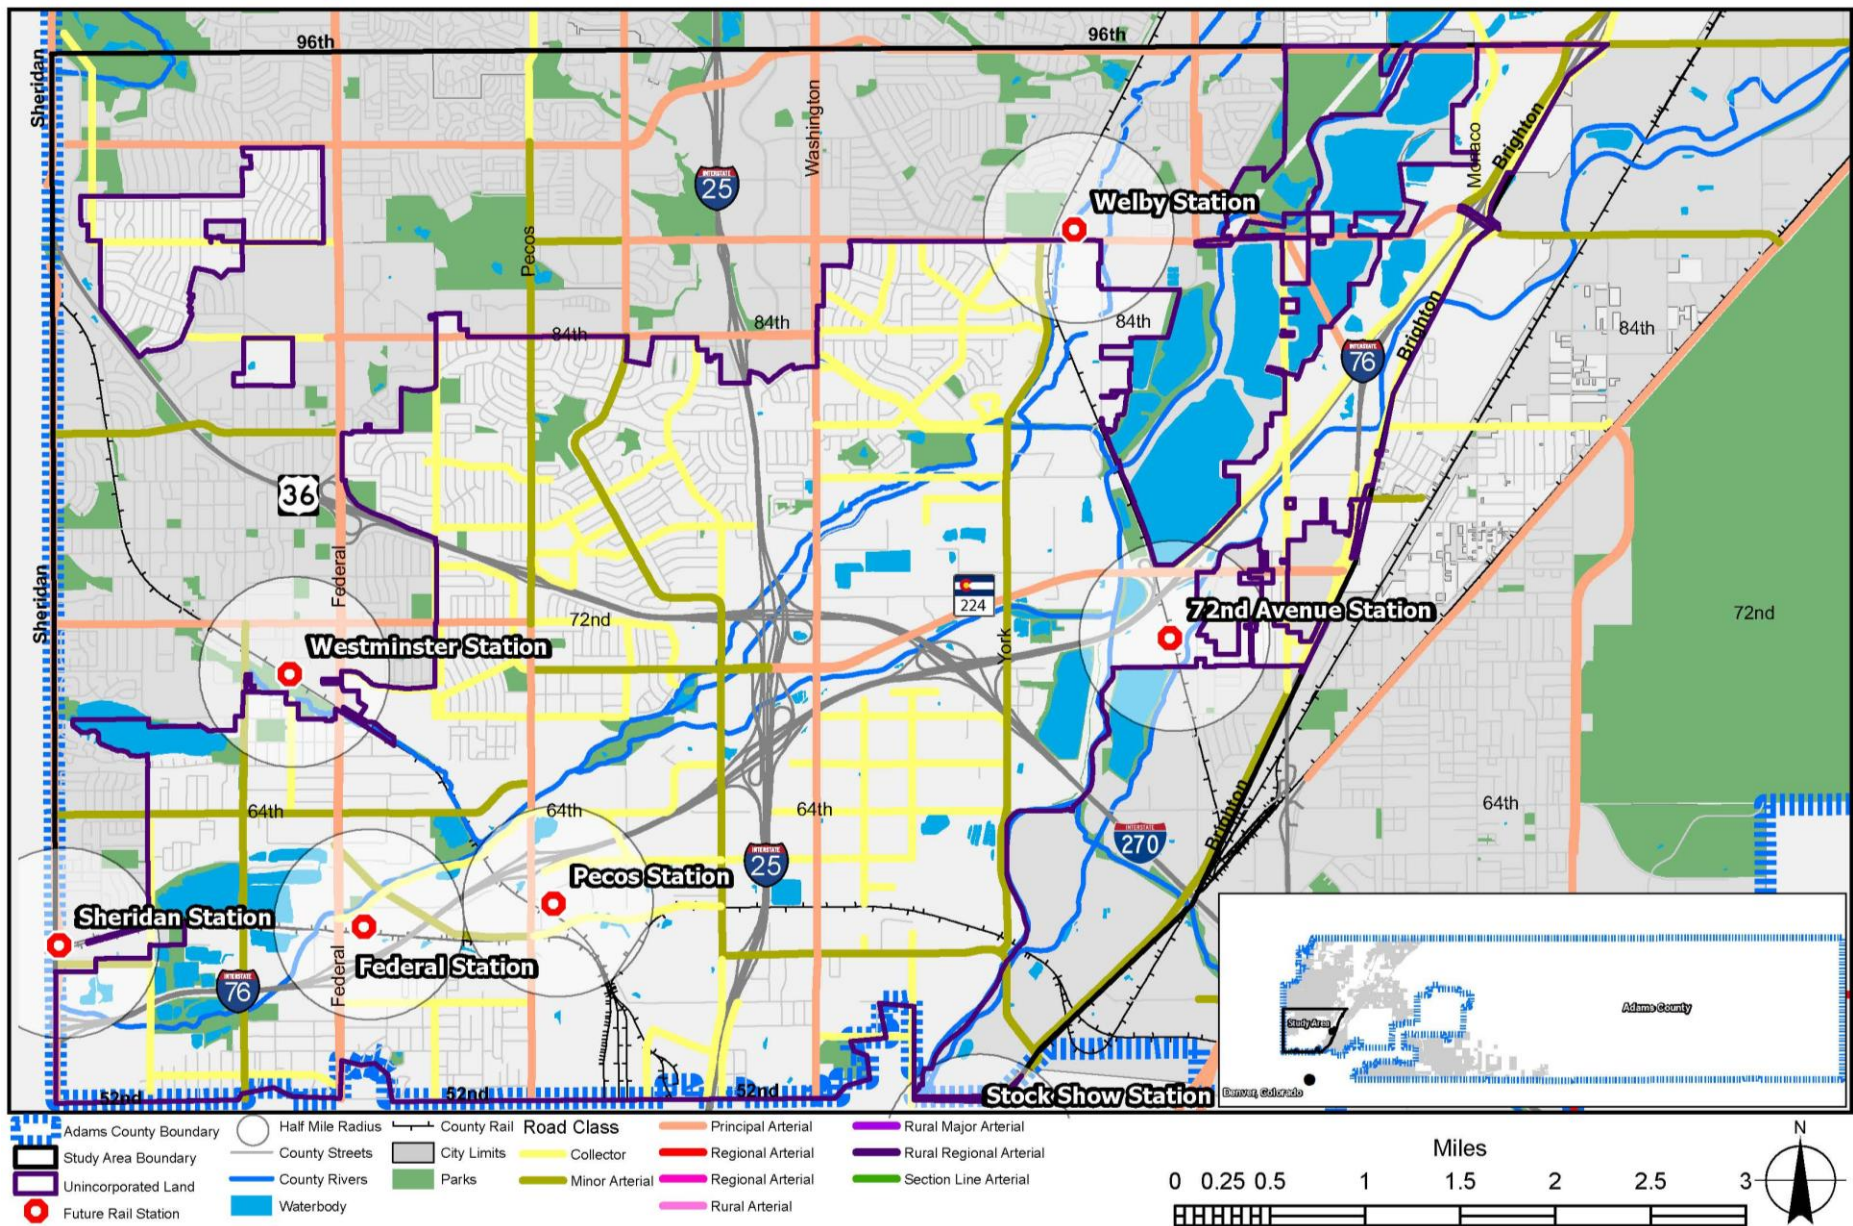 96th
96th
Sheridan
Washington
Monaco
Brighton
INTERSTATE
25
Welby Station
Pecos
84th
84th
84th
84th
Brighton
INTERSTATE
76
36
Federal
Sheridan
224
72nd
72nd Avenue Station
72nd
York
Westminster Station
64th
64th
64th
64th
Brighton
INTERSTATE
270
INTERSTATE
25
Pecos Station
Sheridan Station
Federal Station
Federal
INTERSTATE
76
52nd
52nd
52nd
Stock Show Station
Adams County
Study Area
Denver, Colorado
Adams County Boundary
Study Area Boundary
Unincorporated Land
Future Rail Station
Half Mile Radius
County Streets
County Rivers
Waterbody
County Rail
City Limits
Parks
Road Class
Collector
Minor Arterial
Principal Arterial
Regional Arterial
Regional Arterial
Rural Arterial
Rural Major Arterial
Rural Regional Arterial
Section Line Arterial
Miles
0 0.25 0.5 1 1.5 2 2.5 3
N